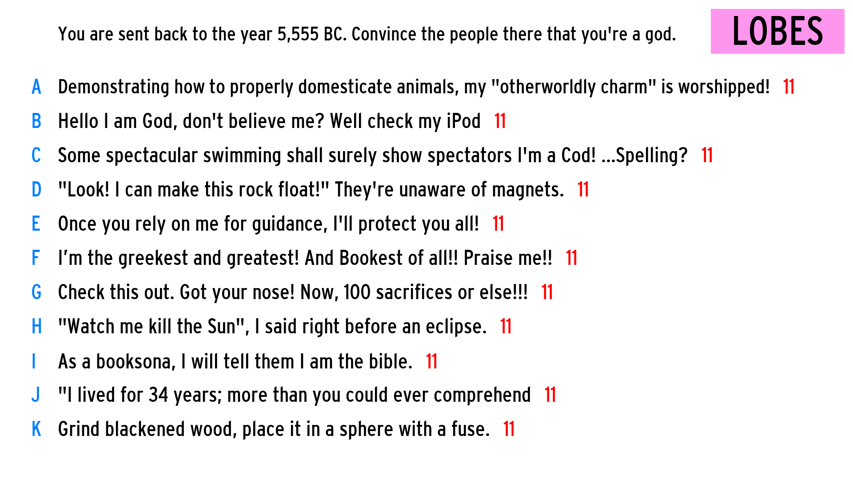 You are sent back to the year 5,555 BC. Convince the people there that you're a god.
LOBES
A Demonstrating how to properly domesticate animals, my "otherworldly charm" is worshipped! 11
B Hello I am God, don't believe me? Well check my iPod 11
C Some spectacular swimming shall surely show spectators I'm a Cod! ...Spelling? 11
D "Look! I can make this rock float!" They're unaware of magnets. 11
E Once you rely on me for guidance, I'll protect you all! 11
F I’m the greekest and greatest! And Bookest of all!! Praise me!! 11
G Check this out. Got your nose! Now, 100 sacrifices or else!!! 11
H "Watch me kill the Sun", I said right before an eclipse. 11
I As a booksona, I will tell them I am the bible. 11
J "I lived for 34 years; more than you could ever comprehend 11
K Grind blackened wood, place it in a sphere with a fuse. 11